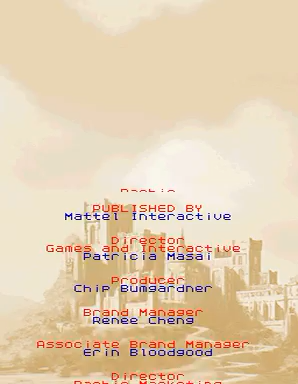 PUBLISHED BY
Mattel Interactive
Director
Games and Interactive
Patricia Masai
Producer
Chip Bumgardner
Brand Manager
Renee Cheng
Associate Brand Manager
Erin Bloodgood
Director